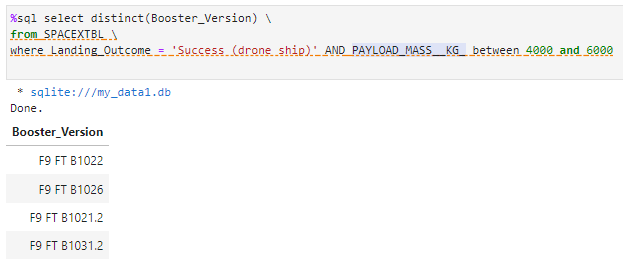 %sql select distinct(Booster_Version) \
from SPACEXTBL \
where Landing_Outcome = 'Success (drone ship)' AND PAYLOAD_MASS__KG_ between 4000 and 6000
* sqlite:///my_data1.db
Done.
Booster_Version
F9 FT B1022
F9 FT B1026
F9 FT B1021.2
F9 FT B1031.2